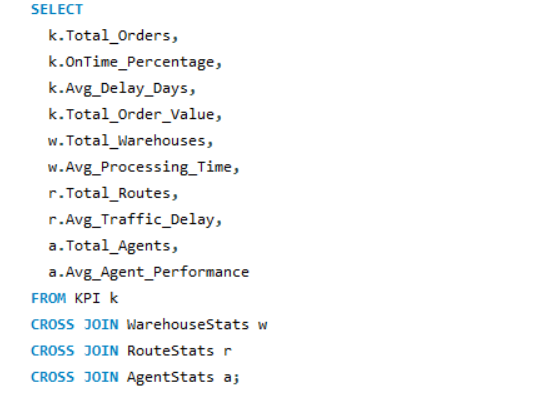 SELECT
k.Total_Orders,
k.OnTime_Percentage,
k.Avg_Delay_Days,
k.Total_Order_Value,
w.Total_Warehouses,
w.Avg_Processing_Time,
r.Total_Routes,
r.Avg_Traffic_Delay,
a.Total_Agents,
a.Avg_Agent_Performance
FROM KPI k
CROSS JOIN WarehouseStats w
CROSS JOIN RouteStats r
CROSS JOIN AgentStats a;